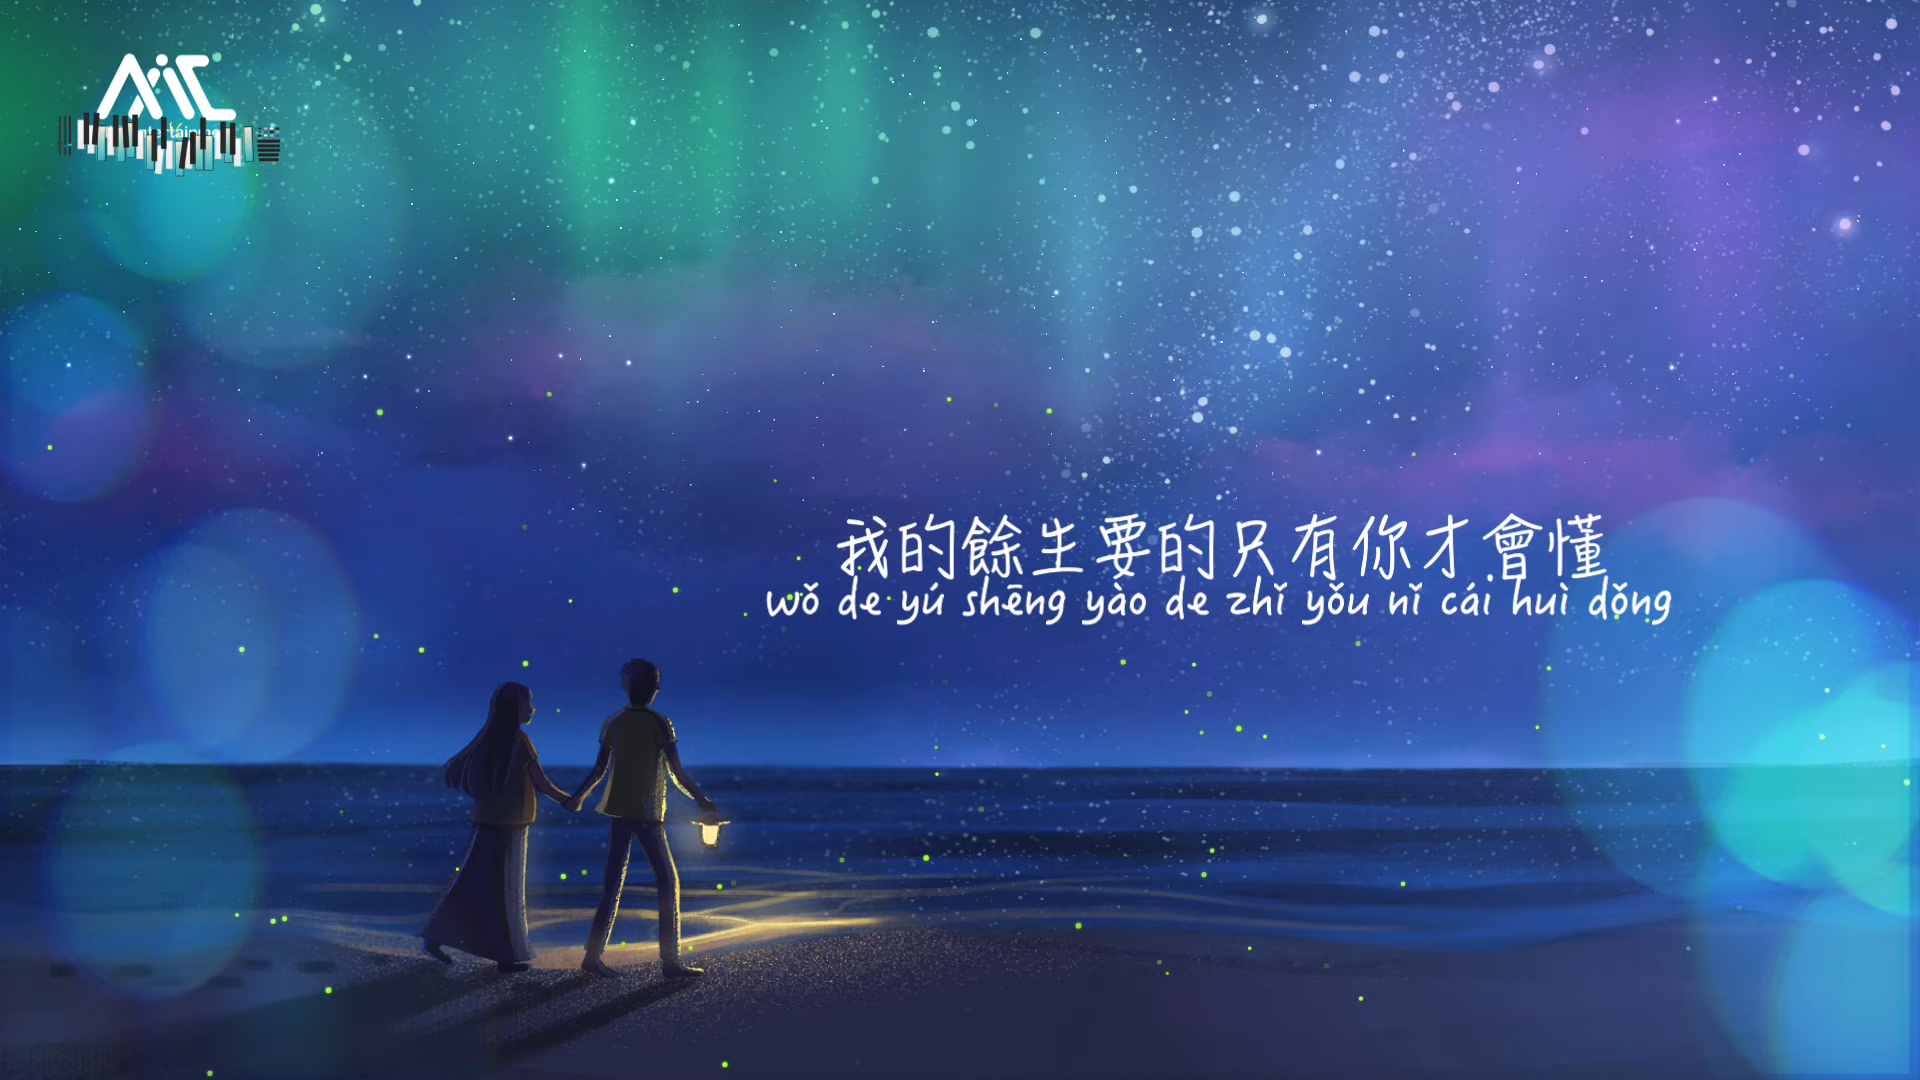 我的餘生要的只有你才會懂
wǒ de yú shēng yào de zhǐ yǒu nǐ cái huì dǒng